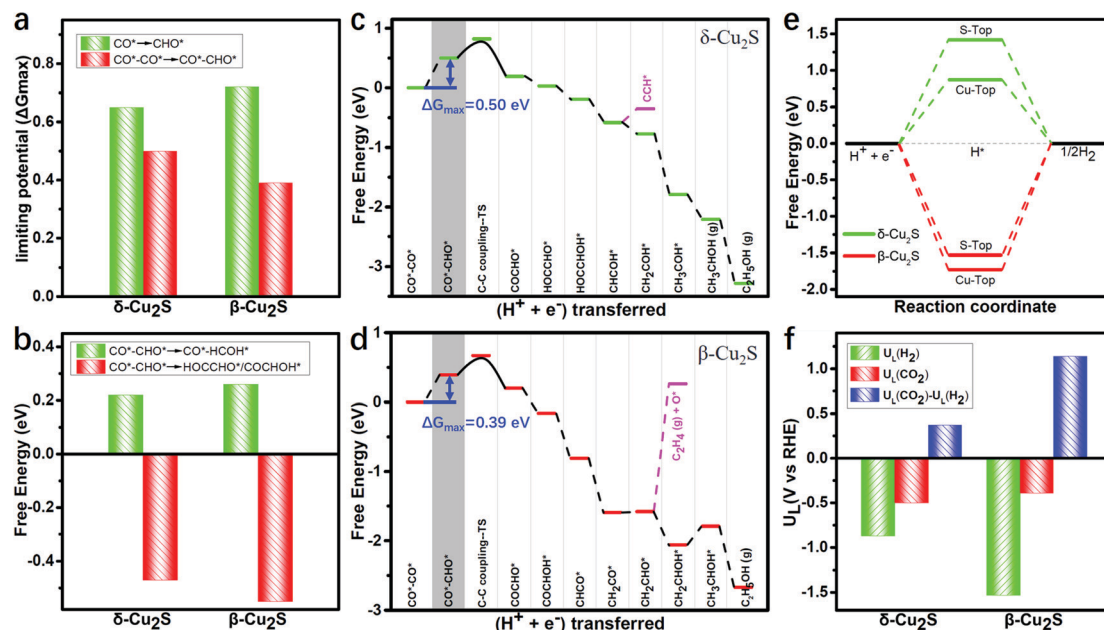 a
limiting potential (ΔGmax)
0.8
0.6
0.4
0.2
0.0
CO*→CHO*
CO*-CO*→CO*-CHO*
δ-Cu₂S
β-Cu₂S
b
Free Energy (eV)
0.4
0.2
0.0
-0.2
-0.4
CO*-CHO*→CO*-HCOH*
CO*-CHO*→HOCCHO*/COCHOH*
δ-Cu₂S
β-Cu₂S
c
Free Energy (eV)
1
0
-1
-2
-3
δ-Cu₂S
ΔGmax=0.50 eV
CCH*
CO*-CO*
CO*-CHO*
C-C coupling--TS
COCHO*
HOCCHO*
HOCCHOH*
CHCOH*
CH₂COH*
CH₃COH*
CH₃CHOH (g)
C₂H₅OH (g)
(H⁺ + e⁻) transferred
d
Free Energy (eV)
1
0
-1
-2
-3
β-Cu₂S
ΔGmax=0.39 eV
C₂H₄ (g) + O*
CO*-CO*
CO*-CHO*
C-C coupling--TS
COCHO*
COCHOH*
CHCO*
CH₂CO*
CH₂CHO*
CH₂CHOH*
CH₃CHOH*
C₂H₅OH (g)
(H⁺ + e⁻) transferred
e
Free Energy (eV)
1.5
1.0
0.5
0.0
-0.5
-1.0
-1.5
-2.0
S-Top
Cu-Top
H⁺ + e⁻
H*
1/2H₂
δ-Cu₂S
β-Cu₂S
S-Top
Cu-Top
Reaction coordinate
f
U_L(V vs RHE)
1.0
0.5
0.0
-0.5
-1.0
-1.5
U_L(H₂)
U_L(CO₂)
U_L(CO₂)-U_L(H₂)
δ-Cu₂S
β-Cu₂S